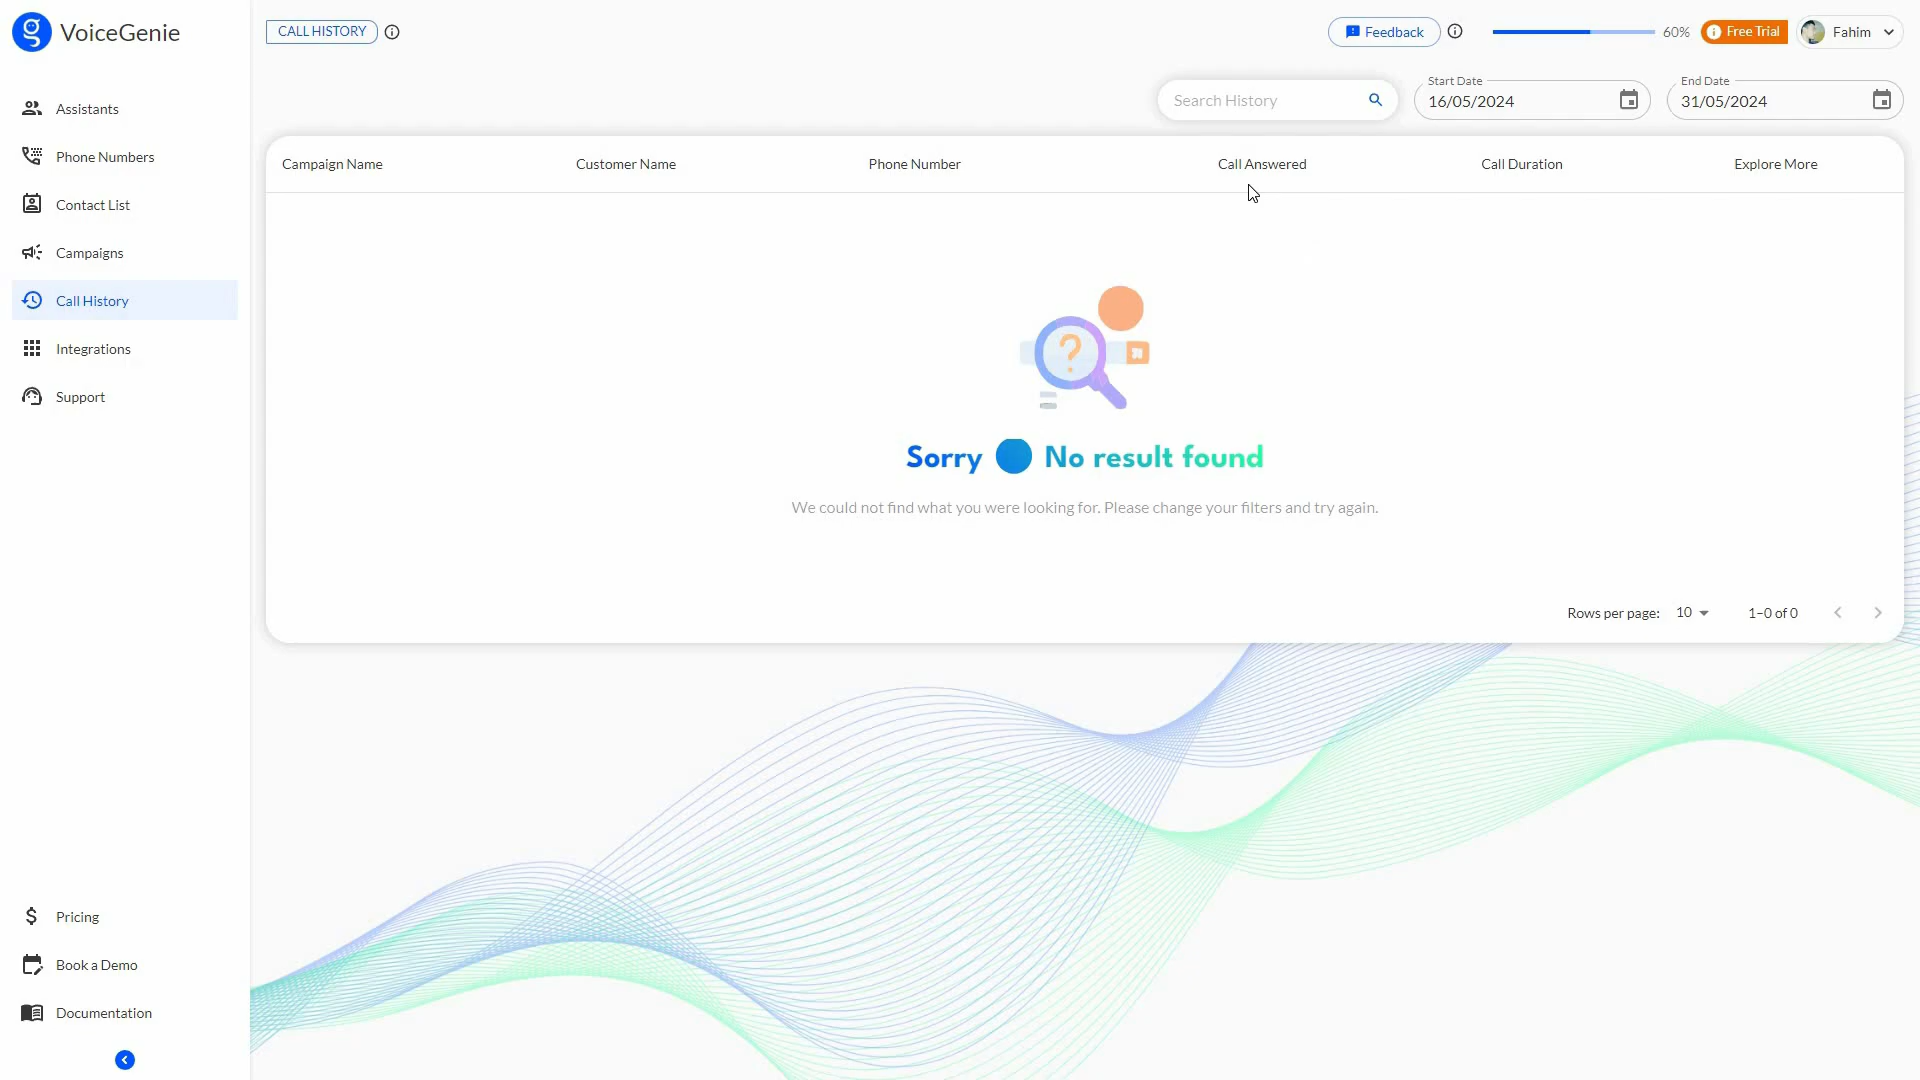 VoiceGenie
CALL HISTORY
Feedback
60%
Free Trial
Fahim
Assistants
Phone Numbers
Contact List
Campaigns
Call History
Integrations
Support
Search History
Start Date
16/05/2024
End Date
31/05/2024
Campaign Name
Customer Name
Phone Number
Call Answered
Call Duration
Explore More
Sorry No result found
We could not find what you were looking for. Please change your filters and try again.
Rows per page: 10 1–0 of 0
Pricing
Book a Demo
Documentation